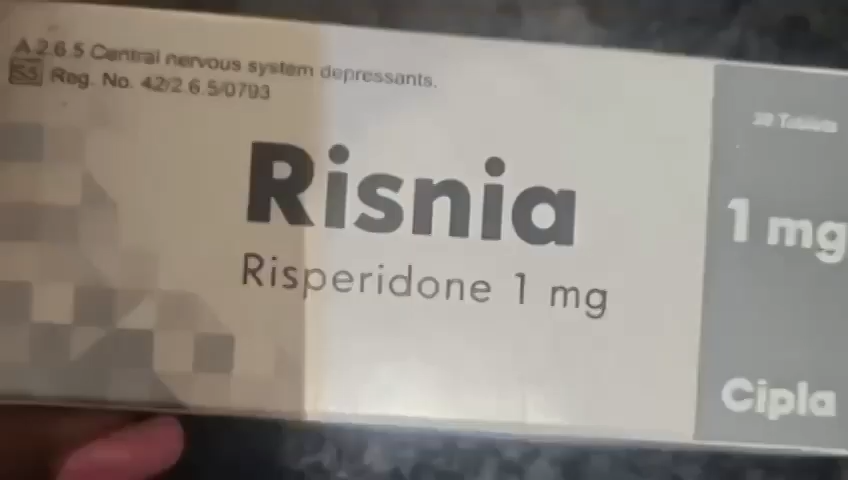 A 2.6.5 Central nervous system depressants.
S5 Reg. No. 42/2.6.5/0793
Risnia
Risperidone 1 mg
Tablets
1 mg
Cipla